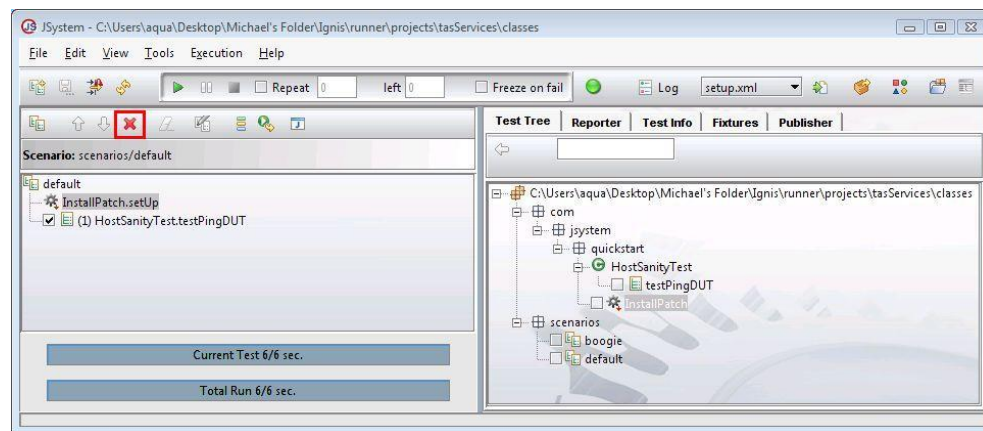 JSystem - C:\Users\aqua\Desktop\Michael's Folder\Ignis\runner\projects\tasServices\classes
File Edit View Tools Execution Help
Repeat 0 left 0 Freeze on fail Log setup.xml
Scenario: scenarios/default
default
InstallPatch.setUp
(1) HostSanityTest.testPingDUT
Current Test 6/6 sec.
Total Run 6/6 sec.
Test Tree Reporter Test Info Fixtures Publisher
C:\Users\aqua\Desktop\Michael's Folder\Ignis\runner\projects\tasServices\classes
com
jsystem
quickstart
HostSanityTest
testPingDUT
InstallPatch
scenarios
boogie
default